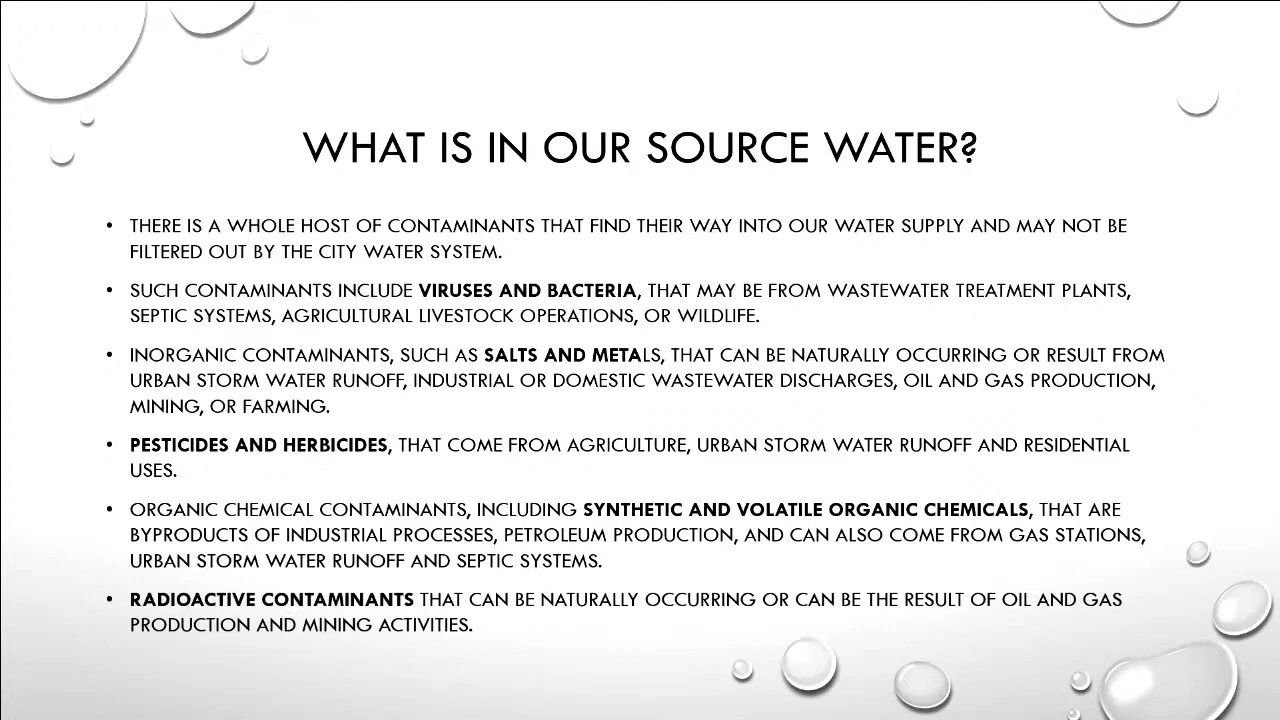 WHAT IS IN OUR SOURCE WATER?
• THERE IS A WHOLE HOST OF CONTAMINANTS THAT FIND THEIR WAY INTO OUR WATER SUPPLY AND MAY NOT BE
FILTERED OUT BY THE CITY WATER SYSTEM.
• SUCH CONTAMINANTS INCLUDE VIRUSES AND BACTERIA, THAT MAY BE FROM WASTEWATER TREATMENT PLANTS,
SEPTIC SYSTEMS, AGRICULTURAL LIVESTOCK OPERATIONS, OR WILDLIFE.
• INORGANIC CONTAMINANTS, SUCH AS SALTS AND METALS, THAT CAN BE NATURALLY OCCURRING OR RESULT FROM
URBAN STORM WATER RUNOFF, INDUSTRIAL OR DOMESTIC WASTEWATER DISCHARGES, OIL AND GAS PRODUCTION,
MINING, OR FARMING.
• PESTICIDES AND HERBICIDES, THAT COME FROM AGRICULTURE, URBAN STORM WATER RUNOFF AND RESIDENTIAL
USES.
• ORGANIC CHEMICAL CONTAMINANTS, INCLUDING SYNTHETIC AND VOLATILE ORGANIC CHEMICALS, THAT ARE
BYPRODUCTS OF INDUSTRIAL PROCESSES, PETROLEUM PRODUCTION, AND CAN ALSO COME FROM GAS STATIONS,
URBAN STORM WATER RUNOFF AND SEPTIC SYSTEMS.
• RADIOACTIVE CONTAMINANTS THAT CAN BE NATURALLY OCCURRING OR CAN BE THE RESULT OF OIL AND GAS
PRODUCTION AND MINING ACTIVITIES.